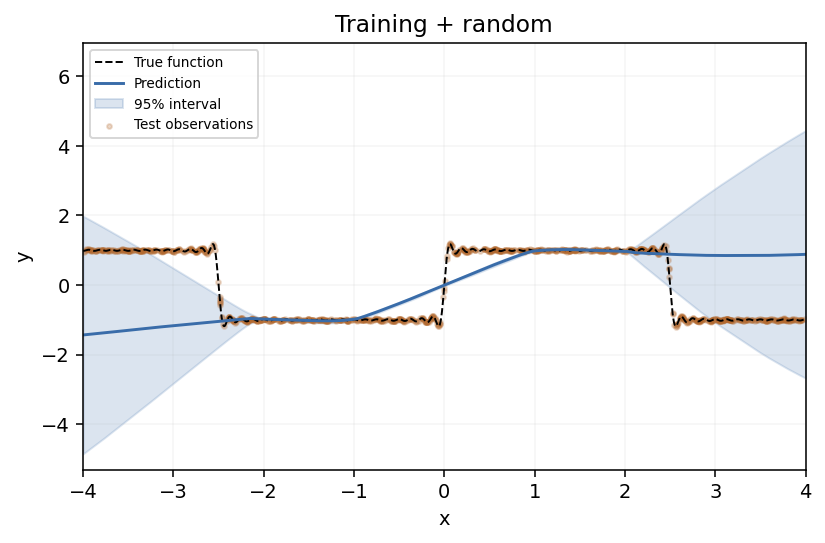 Training + random
True function
Prediction
95% interval
Test observations
y
6
4
2
0
−2
−4
−4 −3 −2 −1 0 1 2 3 4
x